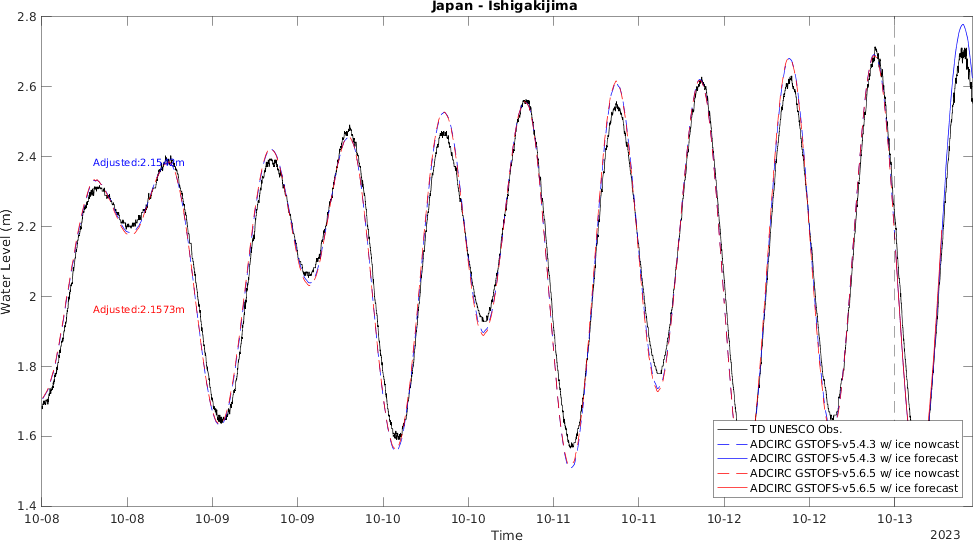 Japan - Ishigakijima
Water Level (m)
2.8
2.6
2.4
2.2
2
1.8
1.6
1.4
Adjusted:2.1573m
TD UNESCO Obs.
ADCIRC GSTOFS-v5.4.3 w/ ice nowcast
ADCIRC GSTOFS-v5.4.3 w/ ice forecast
ADCIRC GSTOFS-v5.6.5 w/ ice nowcast
ADCIRC GSTOFS-v5.6.5 w/ ice forecast
10-08 10-08 10-09 10-09 10-10 10-10 10-11 10-11 10-12 10-12 10-13
Time
2023